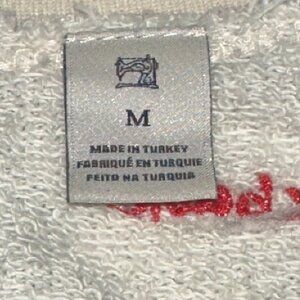 M
MADE IN TURKEY
FABRIQUÉ EN TURQUIE
FEITO NA TURQUIA